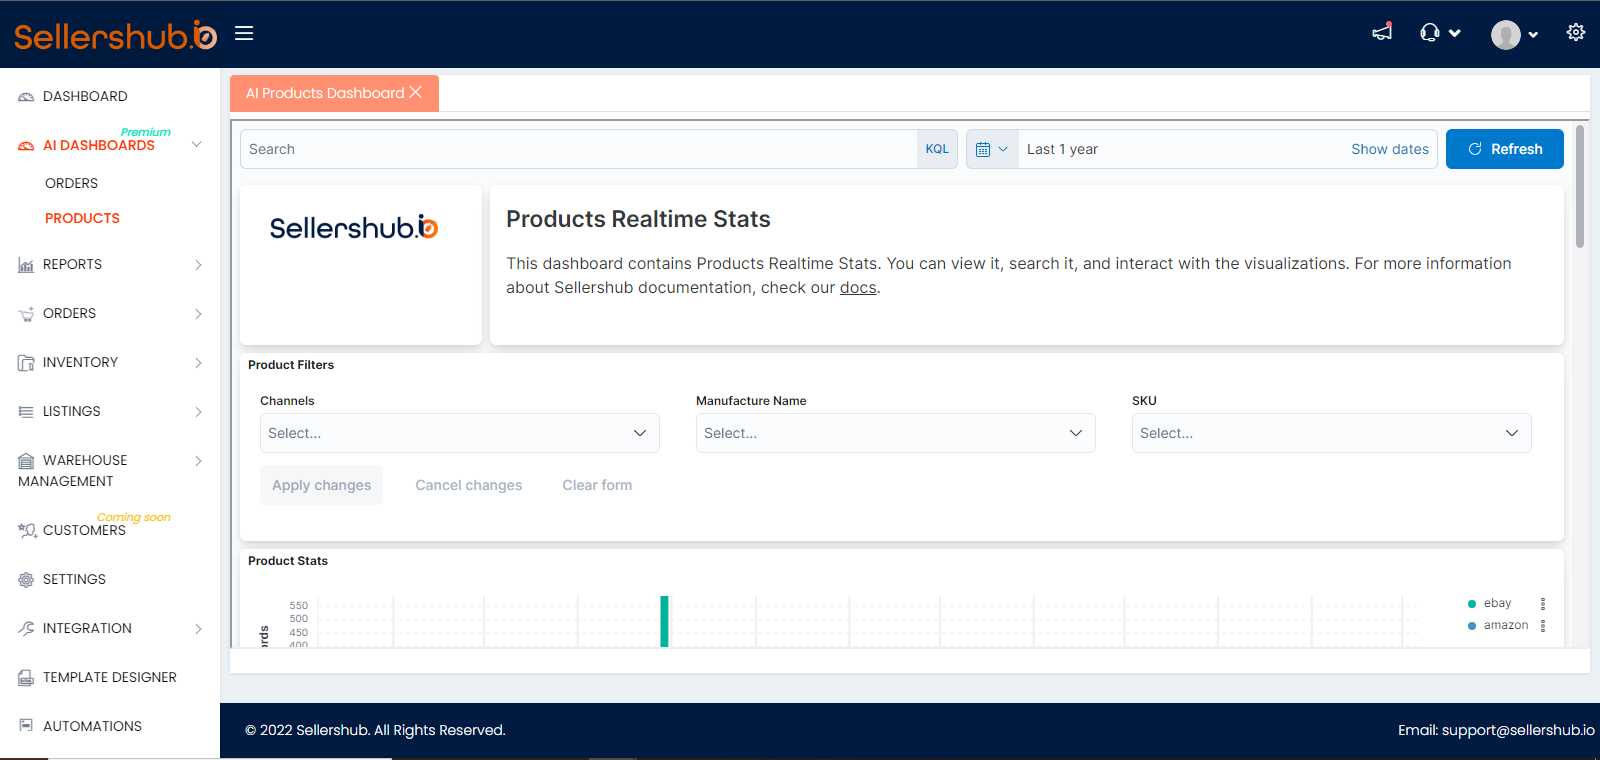 Sellershub.io
DASHBOARD
Premium
AI DASHBOARDS
ORDERS
PRODUCTS
REPORTS
ORDERS
INVENTORY
LISTINGS
WAREHOUSE
MANAGEMENT
Coming soon
CUSTOMERS
SETTINGS
INTEGRATION
TEMPLATE DESIGNER
AUTOMATIONS
AI Products Dashboard
Search KQL Last 1 year Show dates Refresh
Sellershub.io
Products Realtime Stats
This dashboard contains Products Realtime Stats. You can view it, search it, and interact with the visualizations. For more information
about Sellershub documentation, check our docs.
Product Filters
Channels Manufacture Name SKU
Select... Select... Select...
Apply changes Cancel changes Clear form
Product Stats
550
500
450
400
ebay
amazon
© 2022 Sellershub. All Rights Reserved. Email: support@sellershub.io